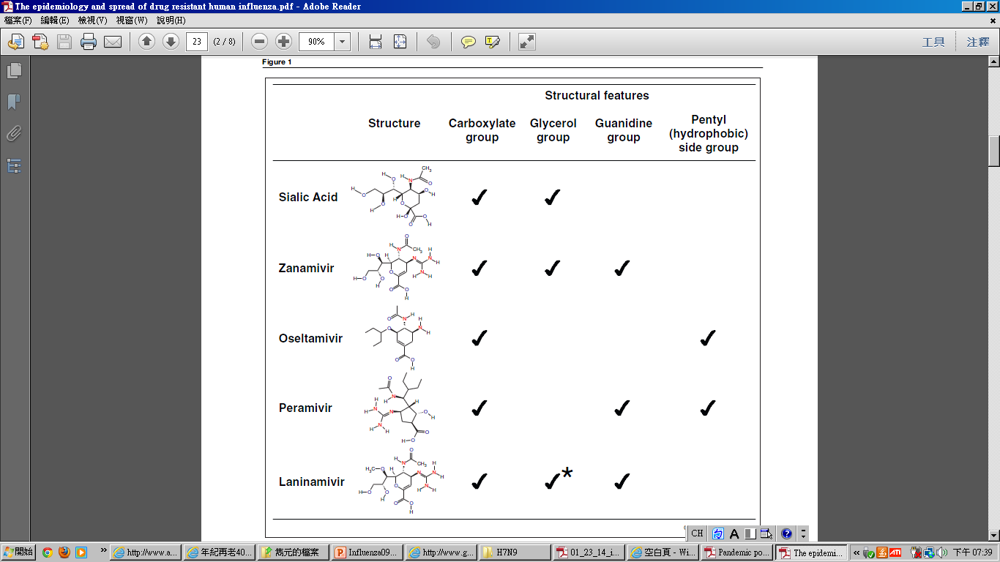 The epidemiology and spread of drug resistant human influenza.pdf - Adobe Reader
檔案(F) 編輯(E) 檢視(V) 視窗(W) 說明(H)
23 (2 / 8) 90% 工具 注釋
Figure 1
Structural features
Structure Carboxylate group Glycerol group Guanidine group Pentyl (hydrophobic) side group
Sialic Acid
Zanamivir
Oseltamivir
Peramivir
Laninamivir *
CH A
開始 http://www.a... 年紀再老40... 雋元的檔案 Influenza09... http://www.g... H7N9 01_23_14_i... 空白頁 - Wi... Pandemic po... The epidemi... 下午 07:39